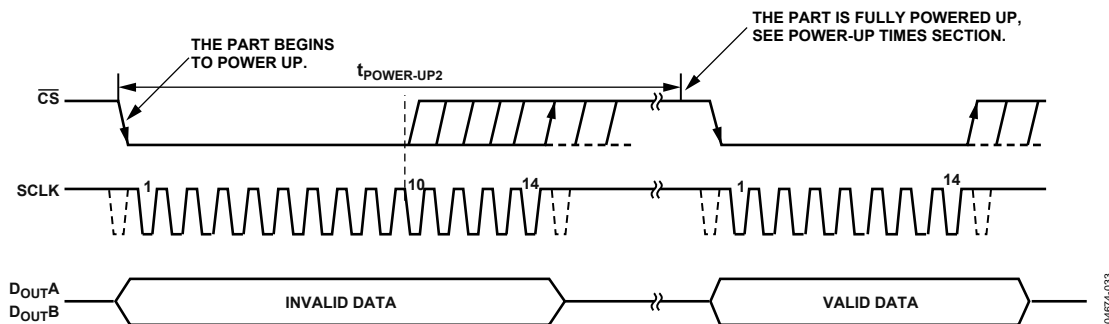 THE PART BEGINS
TO POWER UP.
THE PART IS FULLY POWERED UP,
SEE POWER-UP TIMES SECTION.
tPOWER-UP2
CS
SCLK
1
10
14
1
14
DOUTA
DOUTB
INVALID DATA
VALID DATA
04674-033